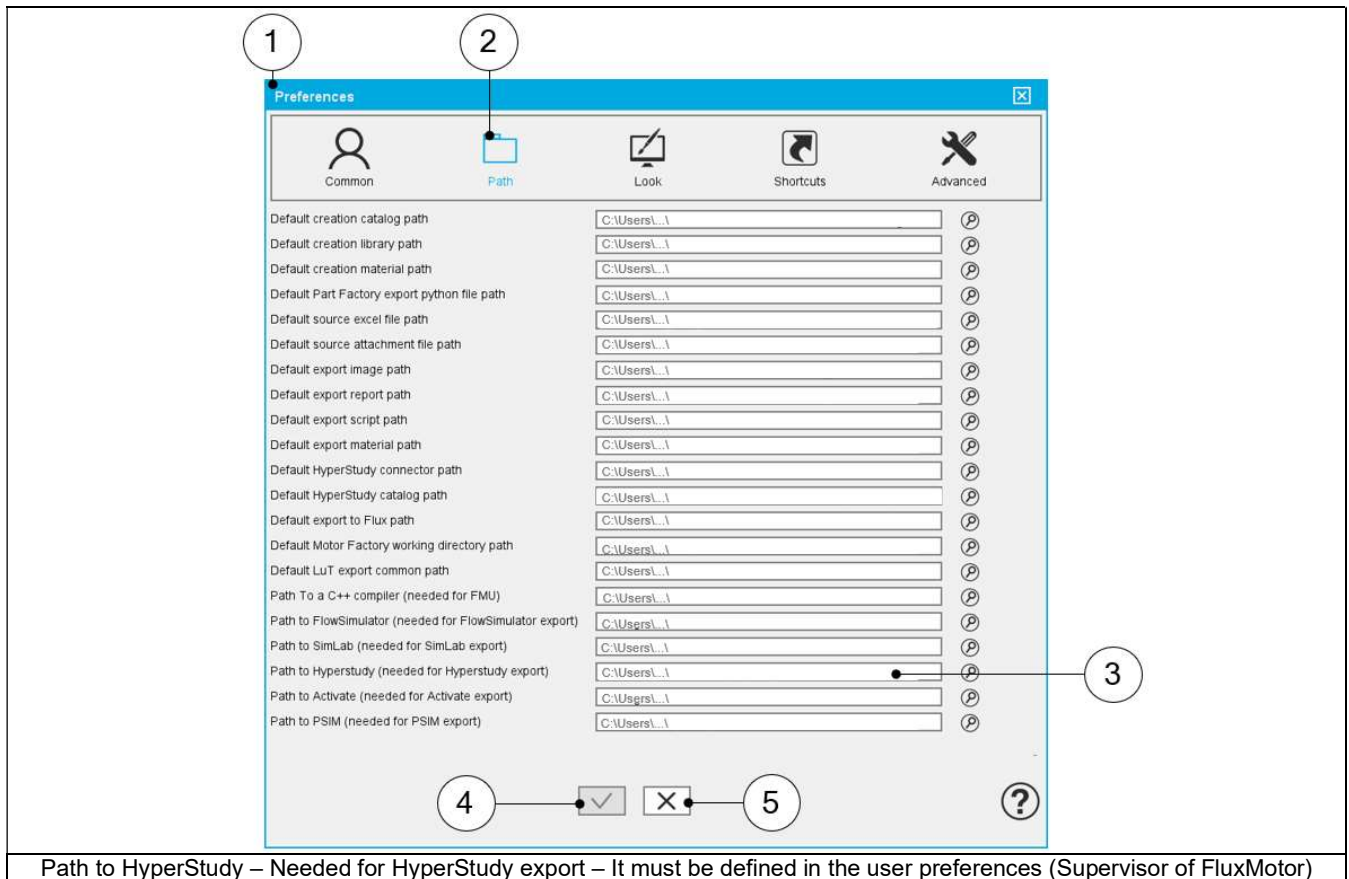 1 2
Preferences
Common Path Look Shortcuts Advanced
Default creation catalog path C:\Users\...\
Default creation library path C:\Users\...\
Default creation material path C:\Users\...\
Default Part Factory export python file path C:\Users\...\
Default source excel file path C:\Users\...\
Default source attachment file path C:\Users\...\
Default export image path C:\Users\...\
Default export report path C:\Users\...\
Default export script path C:\Users\...\
Default export material path C:\Users\...\
Default HyperStudy connector path C:\Users\...\
Default HyperStudy catalog path C:\Users\...\
Default export to Flux path C:\Users\...\
Default Motor Factory working directory path C:\Users\...\
Default LuT export common path C:\Users\...\
Path To a C++ compiler (needed for FMU) C:\Users\...\
Path to FlowSimulator (needed for FlowSimulator export) C:\Users\...\
Path to SimLab (needed for SimLab export) C:\Users\...\
Path to Hyperstudy (needed for Hyperstudy export) C:\Users\...\ 3
Path to Activate (needed for Activate export) C:\Users\...\
Path to PSIM (needed for PSIM export) C:\Users\...\
4 5 ?
Path to HyperStudy – Needed for HyperStudy export – It must be defined in the user preferences (Supervisor of FluxMotor)